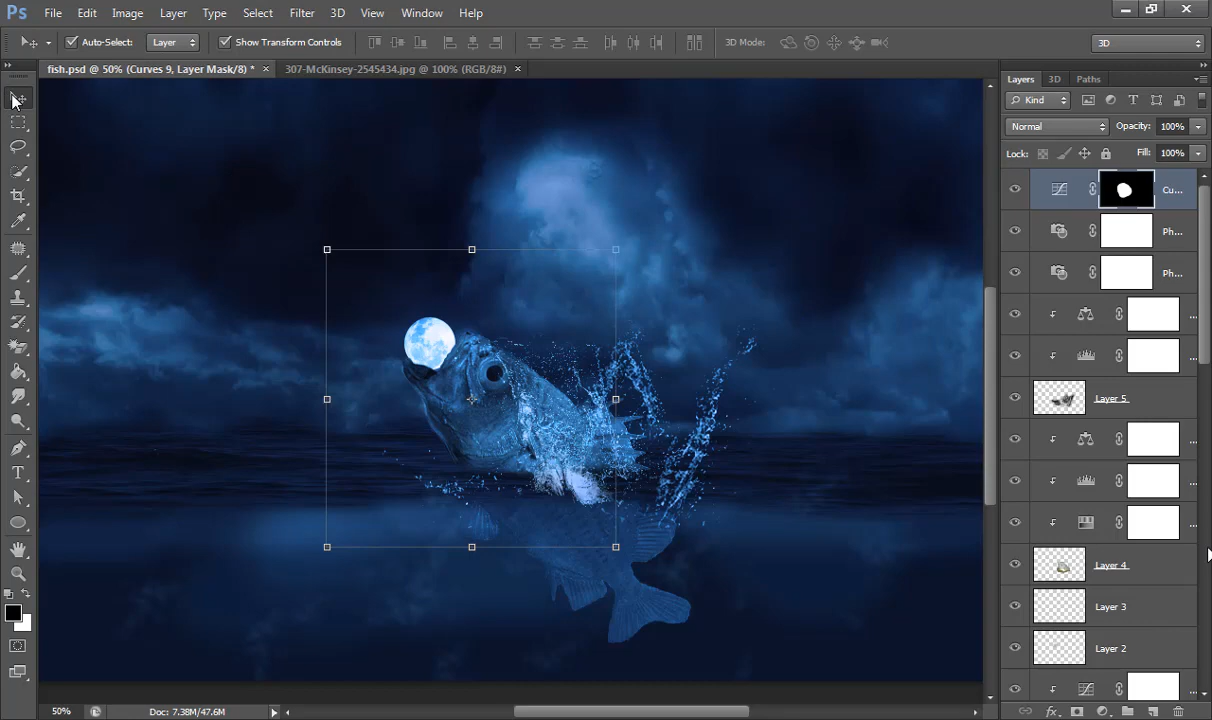 Ps File Edit Image Layer Type Select Filter 3D View Window Help
Auto-Select: Layer Show Transform Controls 3D Mode: 3D
fish.psd @ 50% (Curves 9, Layer Mask/8) * × 307-McKinsey-2545434.jpg @ 100% (RGB/8#) ×
Layers 3D Paths
Kind
Normal Opacity: 100%
Lock: Fill: 100%
Cu...
Ph...
Ph...
Layer 5
...
Layer 4
Layer 3
Layer 2
...
50% Doc: 7.38M/47.6M
fx